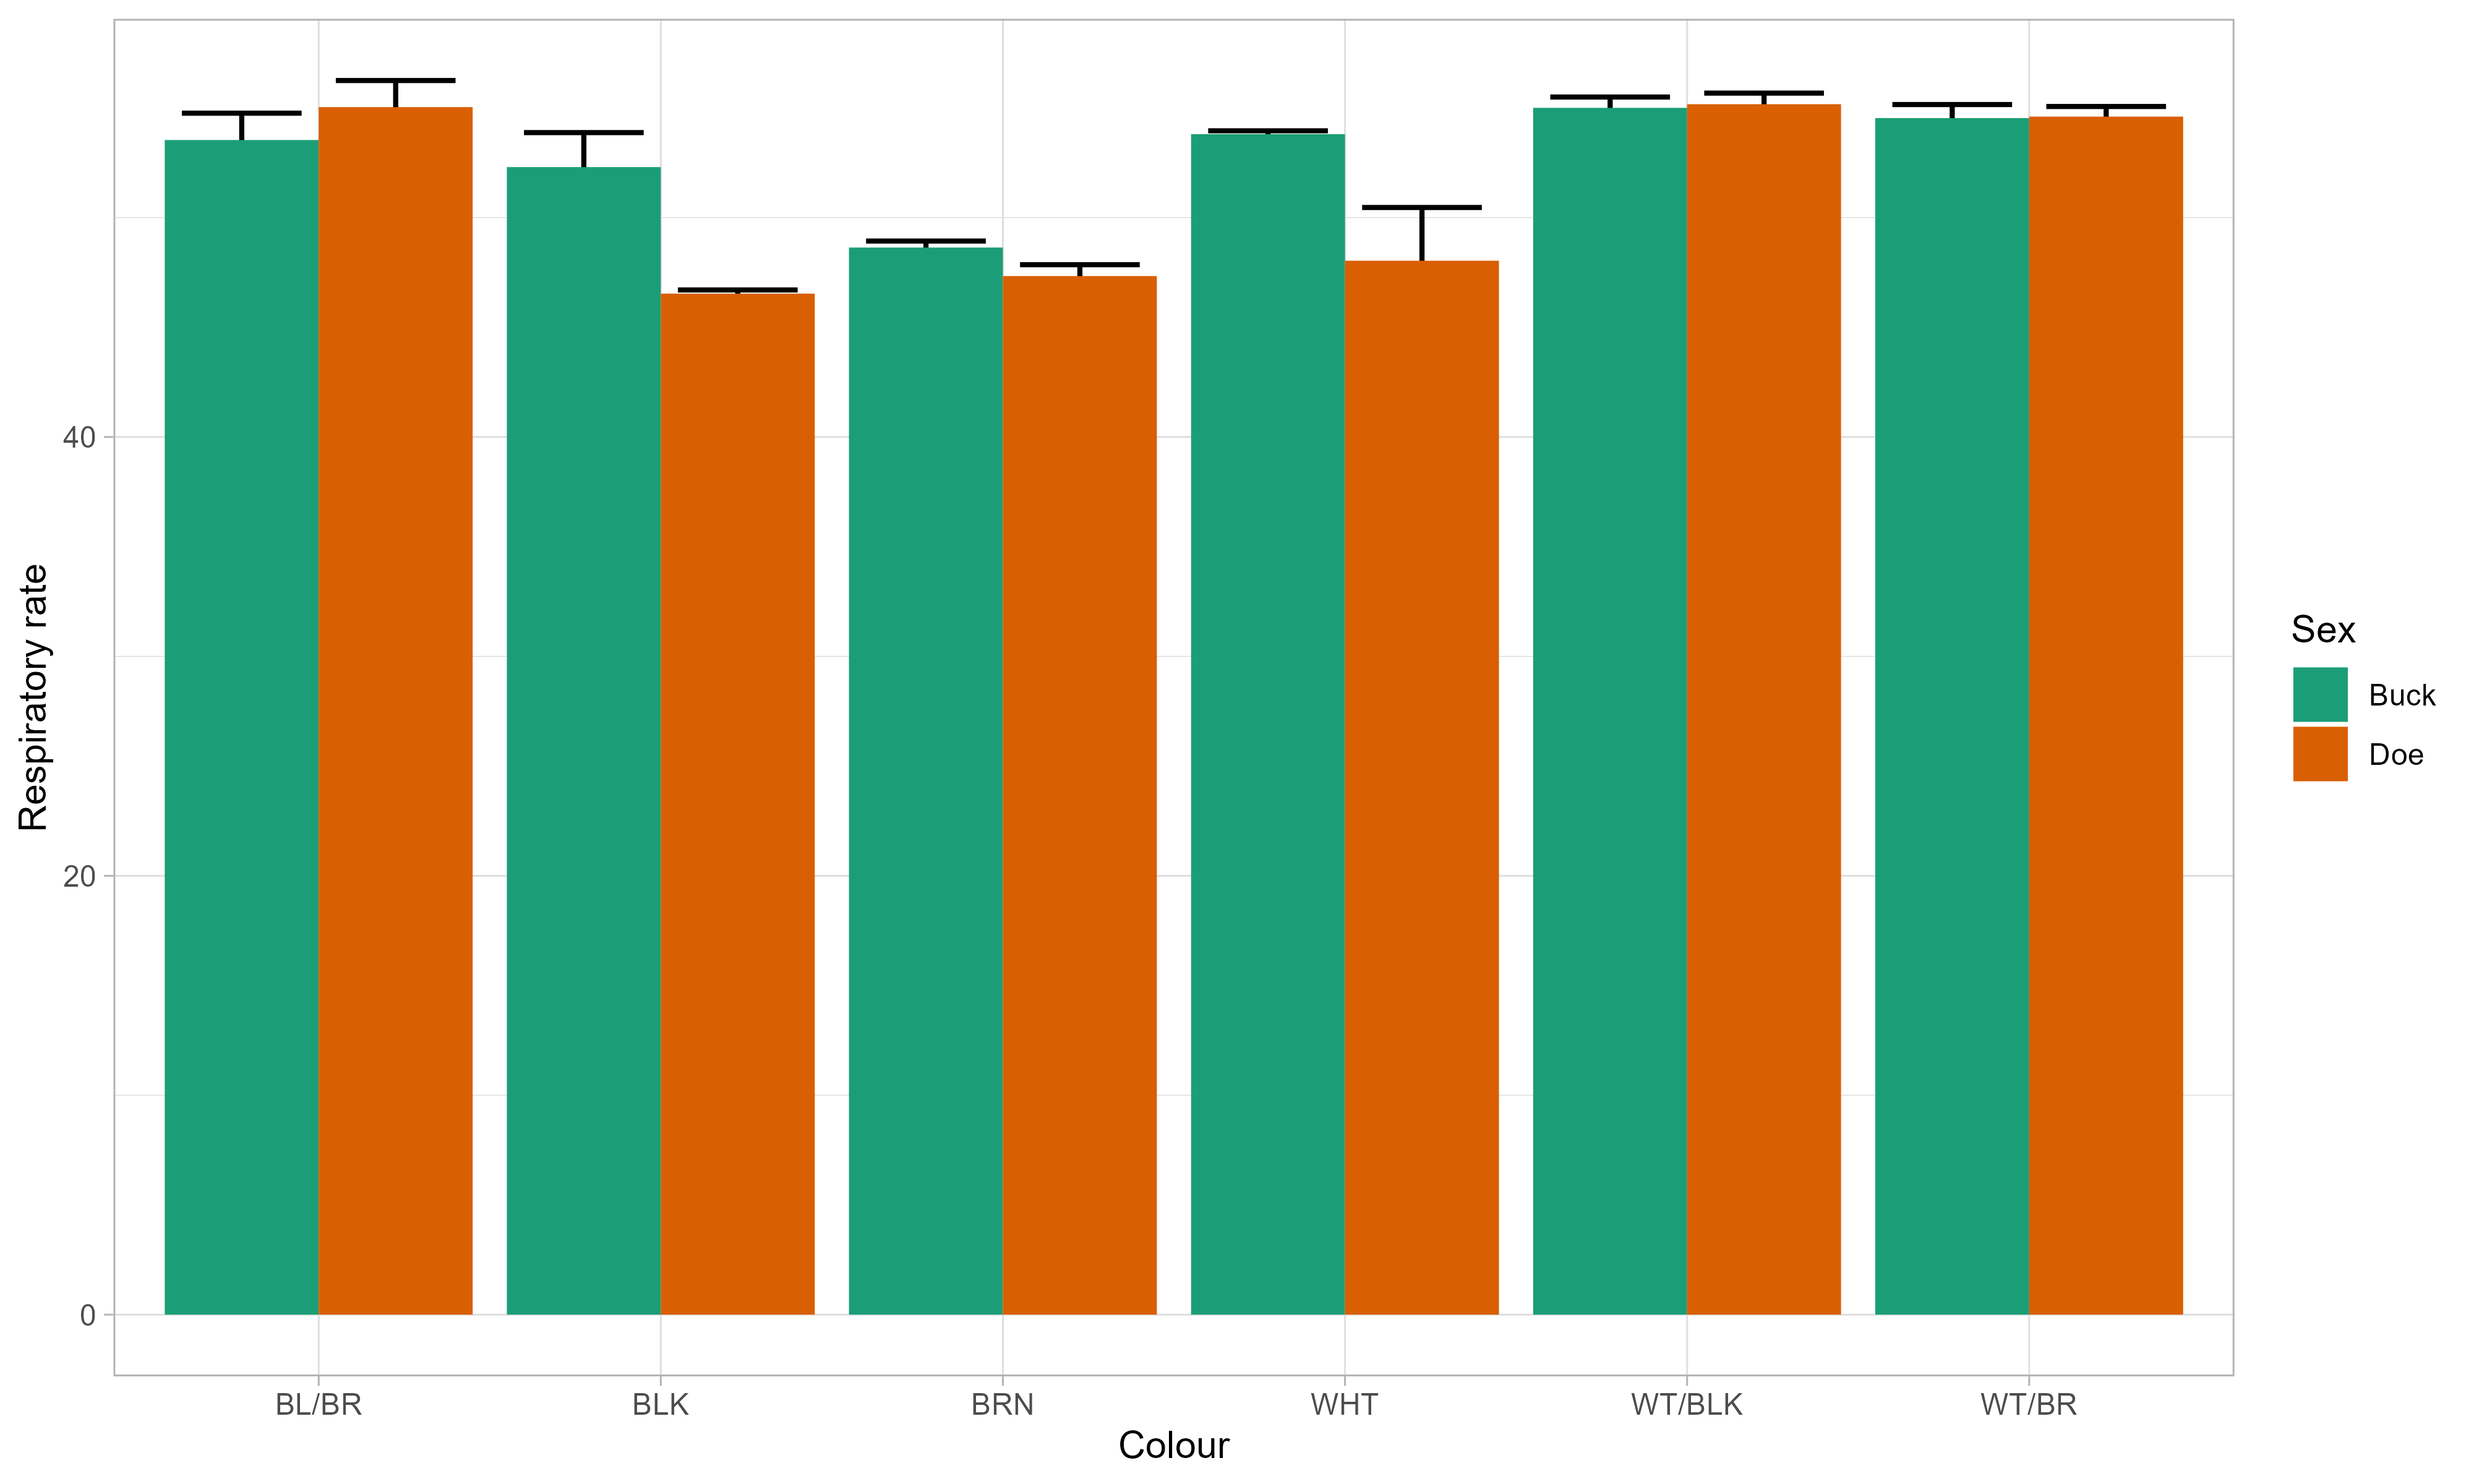 Respiratory rate
40
20
0
BL/BR
BLK
BRN
WHT
WT/BLK
WT/BR
Colour
Sex
Buck
Doe